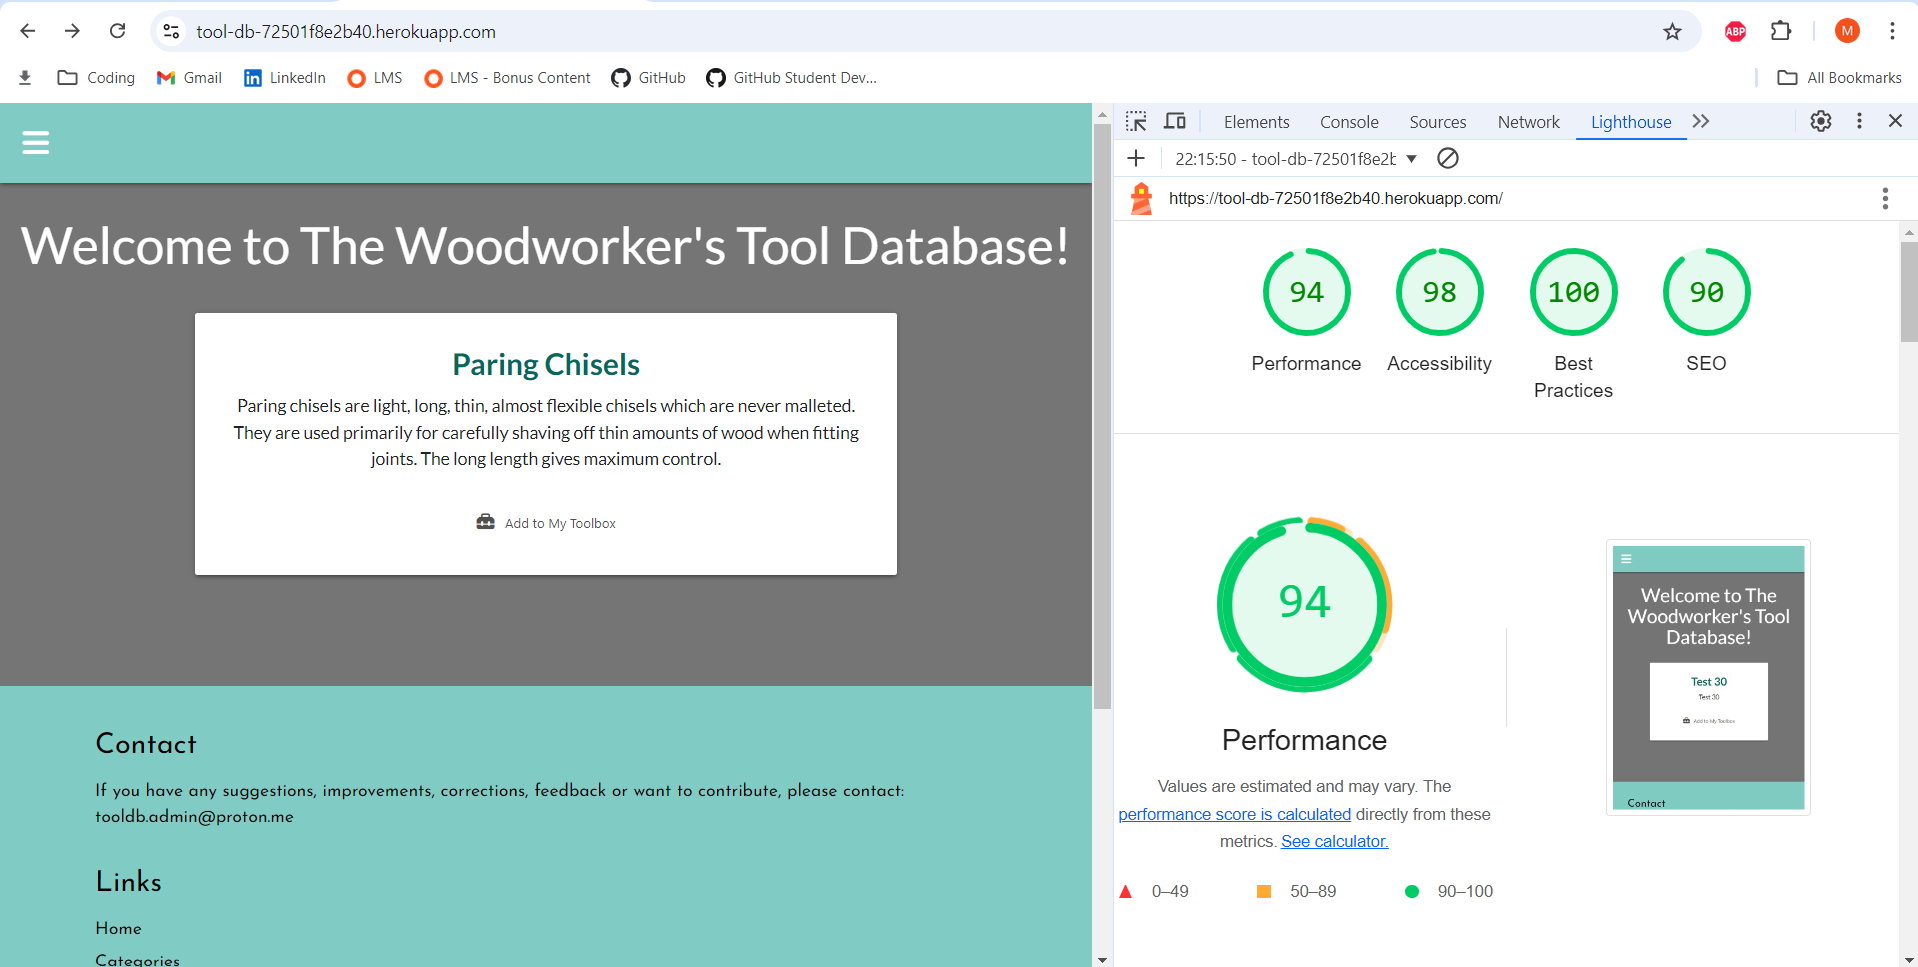 tool-db-72501f8e2b40.herokuapp.com
ABP
M
Coding
Gmail
LinkedIn
LMS
LMS - Bonus Content
GitHub
GitHub Student Dev...
All Bookmarks
Welcome to The Woodworker's Tool Database!
Paring Chisels
Paring chisels are light, long, thin, almost flexible chisels which are never malleted.
They are used primarily for carefully shaving off thin amounts of wood when fitting
joints. The long length gives maximum control.
Add to My Toolbox
Contact
If you have any suggestions, improvements, corrections, feedback or want to contribute, please contact:
tooldb.admin@proton.me
Links
Home
Categories
Elements
Console
Sources
Network
Lighthouse
22:15:50 - tool-db-72501f8e2b
https://tool-db-72501f8e2b40.herokuapp.com/
94
98
100
90
Performance
Accessibility
Best
Practices
SEO
94
Performance
Values are estimated and may vary. The
performance score is calculated directly from these
metrics. See calculator.
0–49
50–89
90–100
Welcome to The
Woodworker's Tool
Database!
Test 30
Test 30
Add to My Toolbox
Contact